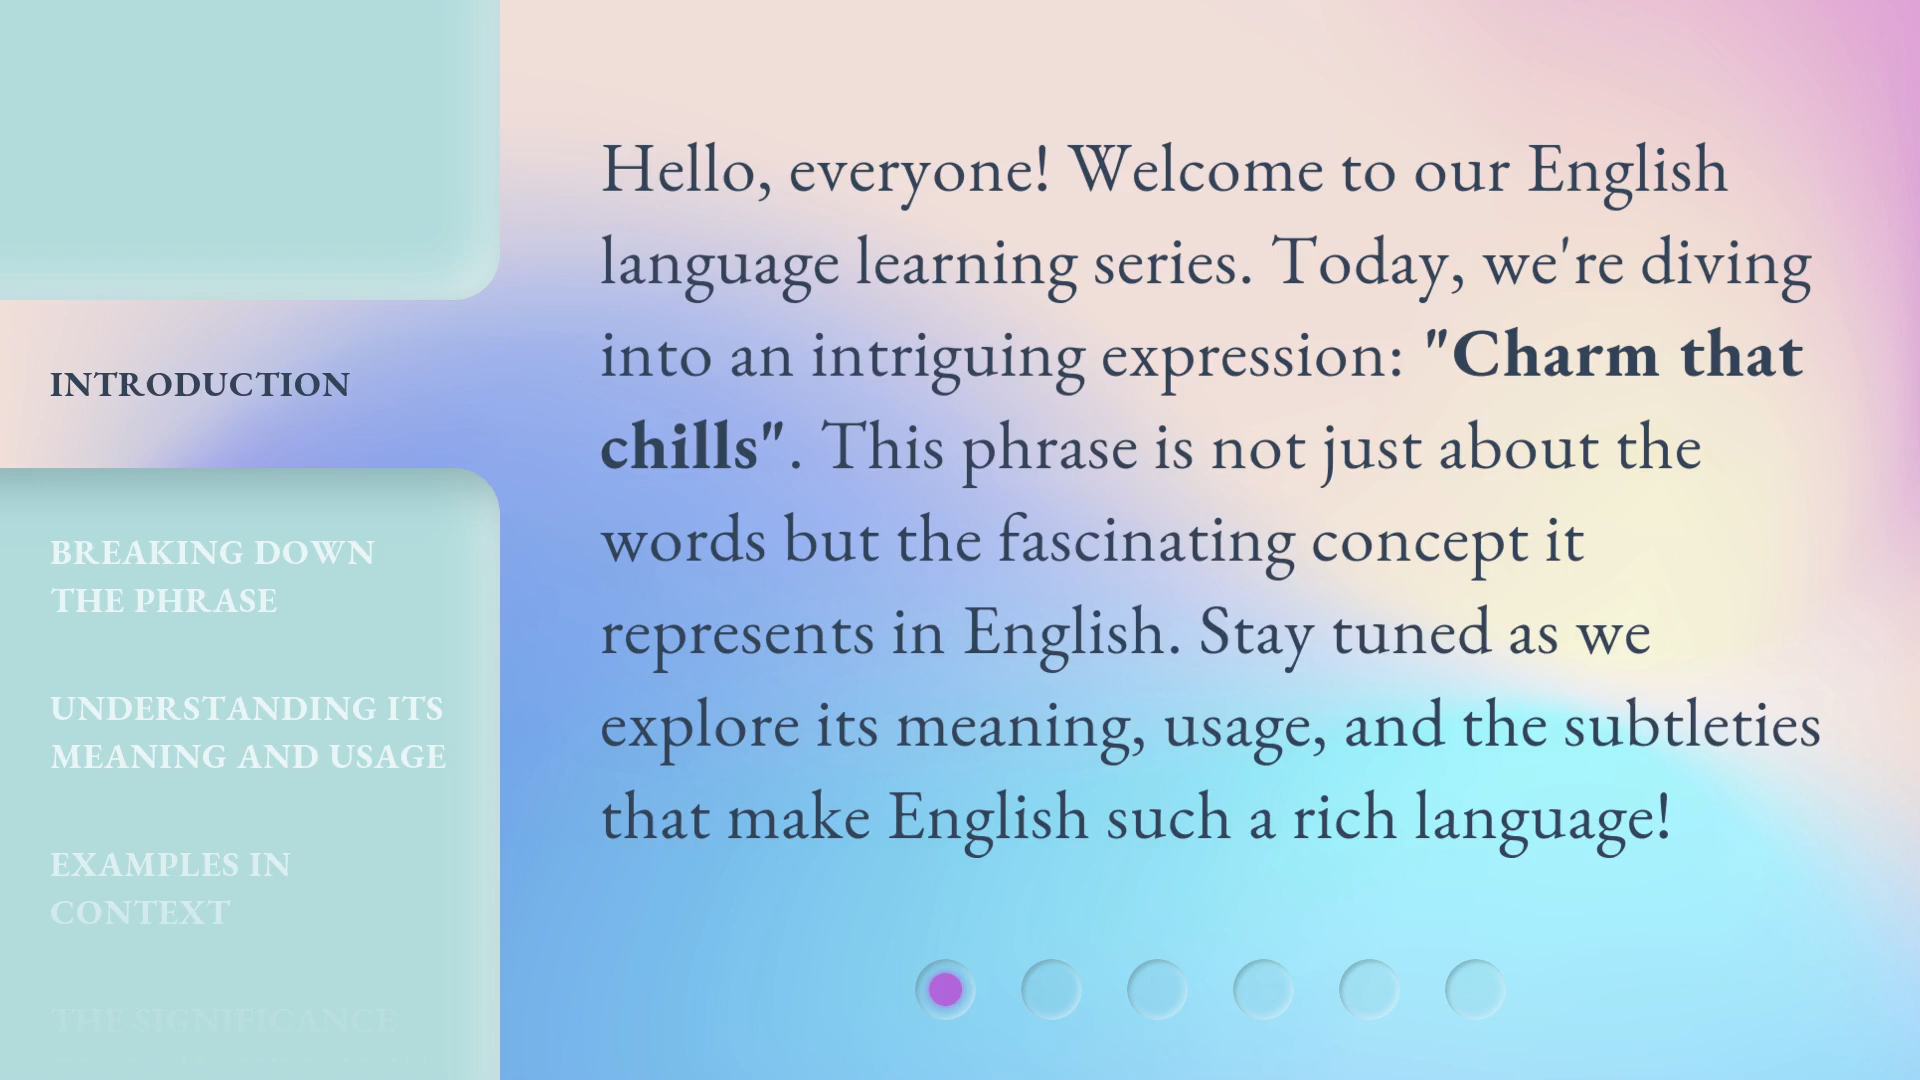 INTRODUCTION
BREAKING DOWN
THE PHRASE
UNDERSTANDING ITS
MEANING AND USAGE
EXAMPLES IN
CONTEXT
THE SIGNIFICANCE
Hello, everyone! Welcome to our English
language learning series. Today, we're diving
into an intriguing expression: "Charm that
chills". This phrase is not just about the
words but the fascinating concept it
represents in English. Stay tuned as we
explore its meaning, usage, and the subtleties
that make English such a rich language!